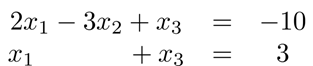 2x₁ − 3x₂ + x₃ = −10
x₁ + x₃ = 3